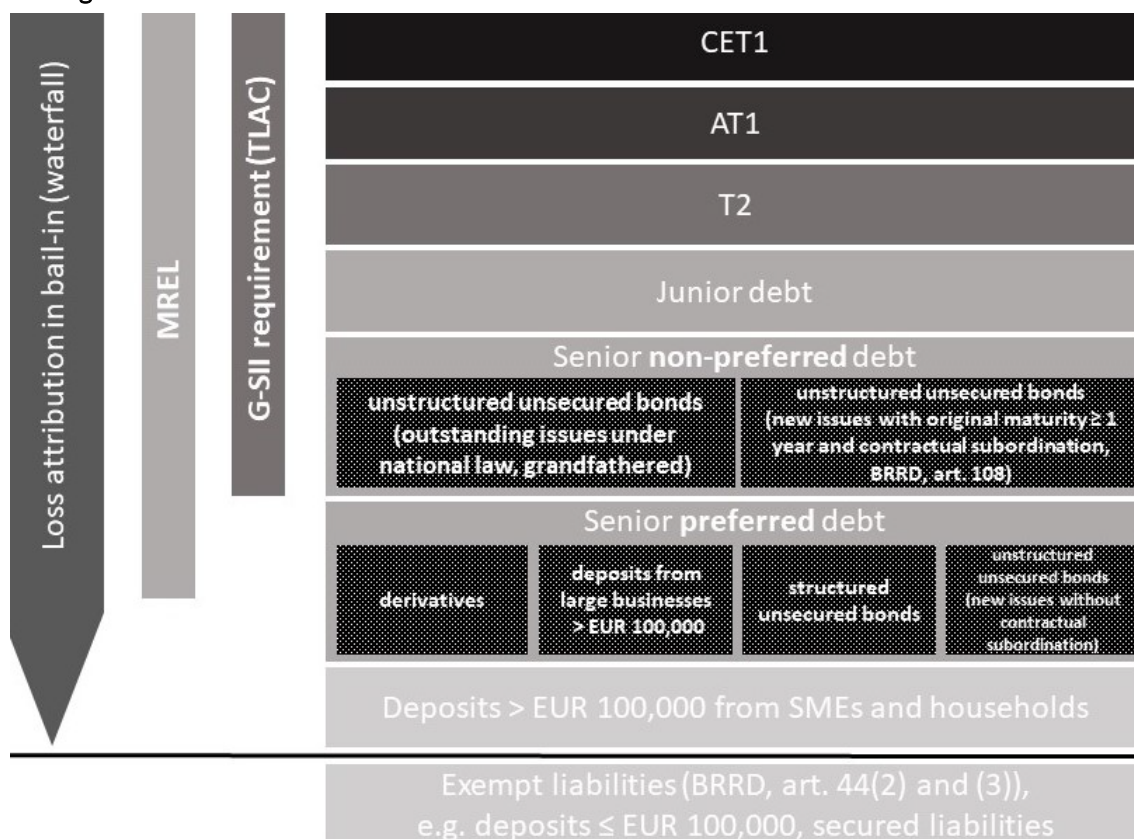 Loss attribution in bail-in (waterfall)
MREL
G-SII requirement (TLAC)
CET1
AT1
T2
Junior debt
Senior non-preferred debt
unstructured unsecured bonds
(outstanding issues under
national law, grandfathered)
unstructured unsecured bonds
(new issues with original maturity ≥ 1
year and contractual subordination,
BRRD, art. 108)
Senior preferred debt
derivatives
deposits from
large businesses
> EUR 100,000
structured
unsecured bonds
unstructured
unsecured bonds
(new issues without
contractual
subordination)
Deposits > EUR 100,000 from SMEs and households
Exempt liabilities (BRRD, art. 44(2) and (3)),
e.g. deposits ≤ EUR 100,000, secured liabilities